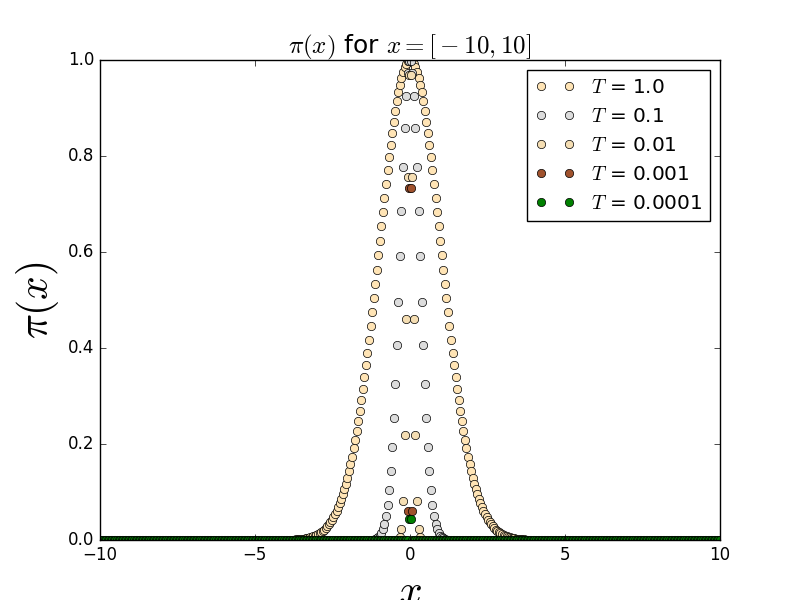 π(x) for x=[−10,10]
1.0
T = 1.0
T = 0.1
T = 0.01
T = 0.001
T = 0.0001
0.8
0.6
π(x)
0.4
0.2
0.0
−10 −5 0 5 10
x